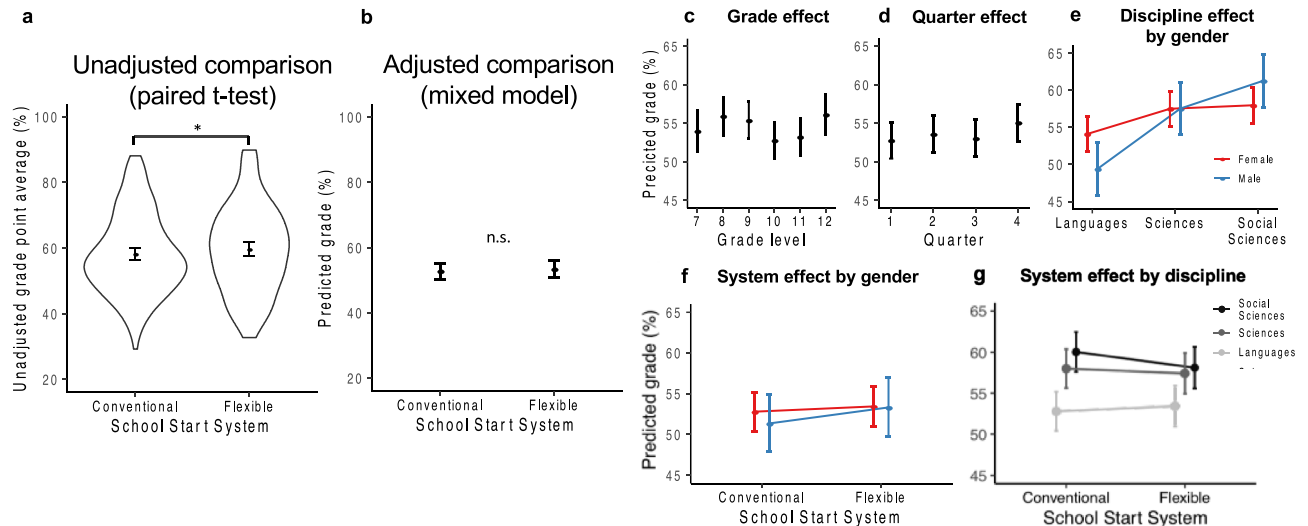 a
Unadjusted comparison
(paired t-test)
*
Unadjusted grade point average (%)
100
80
60
40
20
Conventional
Flexible
School Start System
b
Adjusted comparison
(mixed model)
n.s.
Predicted grade (%)
100
80
60
40
20
Conventional
Flexible
School Start System
c
Grade effect
Precicted grade (%)
65
60
55
50
45
7
8
9
10
11
12
Grade level
d
Quarter effect
65
60
55
50
45
1
2
3
4
Quarter
e
Discipline effect
by gender
65
60
55
50
45
Female
Male
Languages
Sciences
Social
Sciences
f
System effect by gender
Predicted grade (%)
65
60
55
50
45
Conventional
Flexible
School Start System
g
System effect by discipline
Social
Sciences
Sciences
Languages
65
60
55
50
45
Conventional
Flexible
School Start System